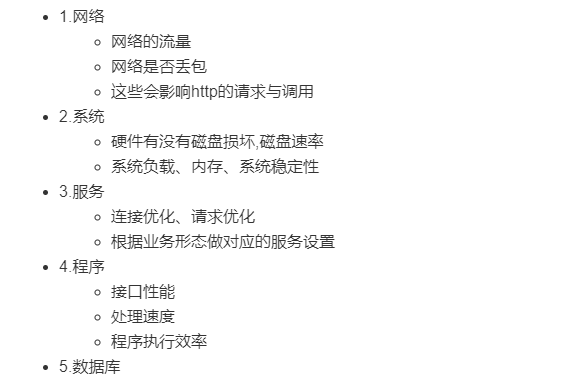 1.网络
网络的流量
网络是否丢包
这些会影响http的请求与调用
2.系统
硬件有没有磁盘损坏,磁盘速率
系统负载、内存、系统稳定性
3.服务
连接优化、请求优化
根据业务形态做对应的服务设置
4.程序
接口性能
处理速度
程序执行效率
5.数据库